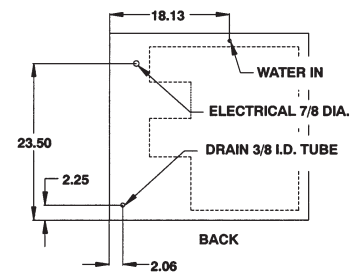 18.13
WATER IN
ELECTRICAL 7/8 DIA.
23.50
DRAIN 3/8 I.D. TUBE
2.25
BACK
2.06